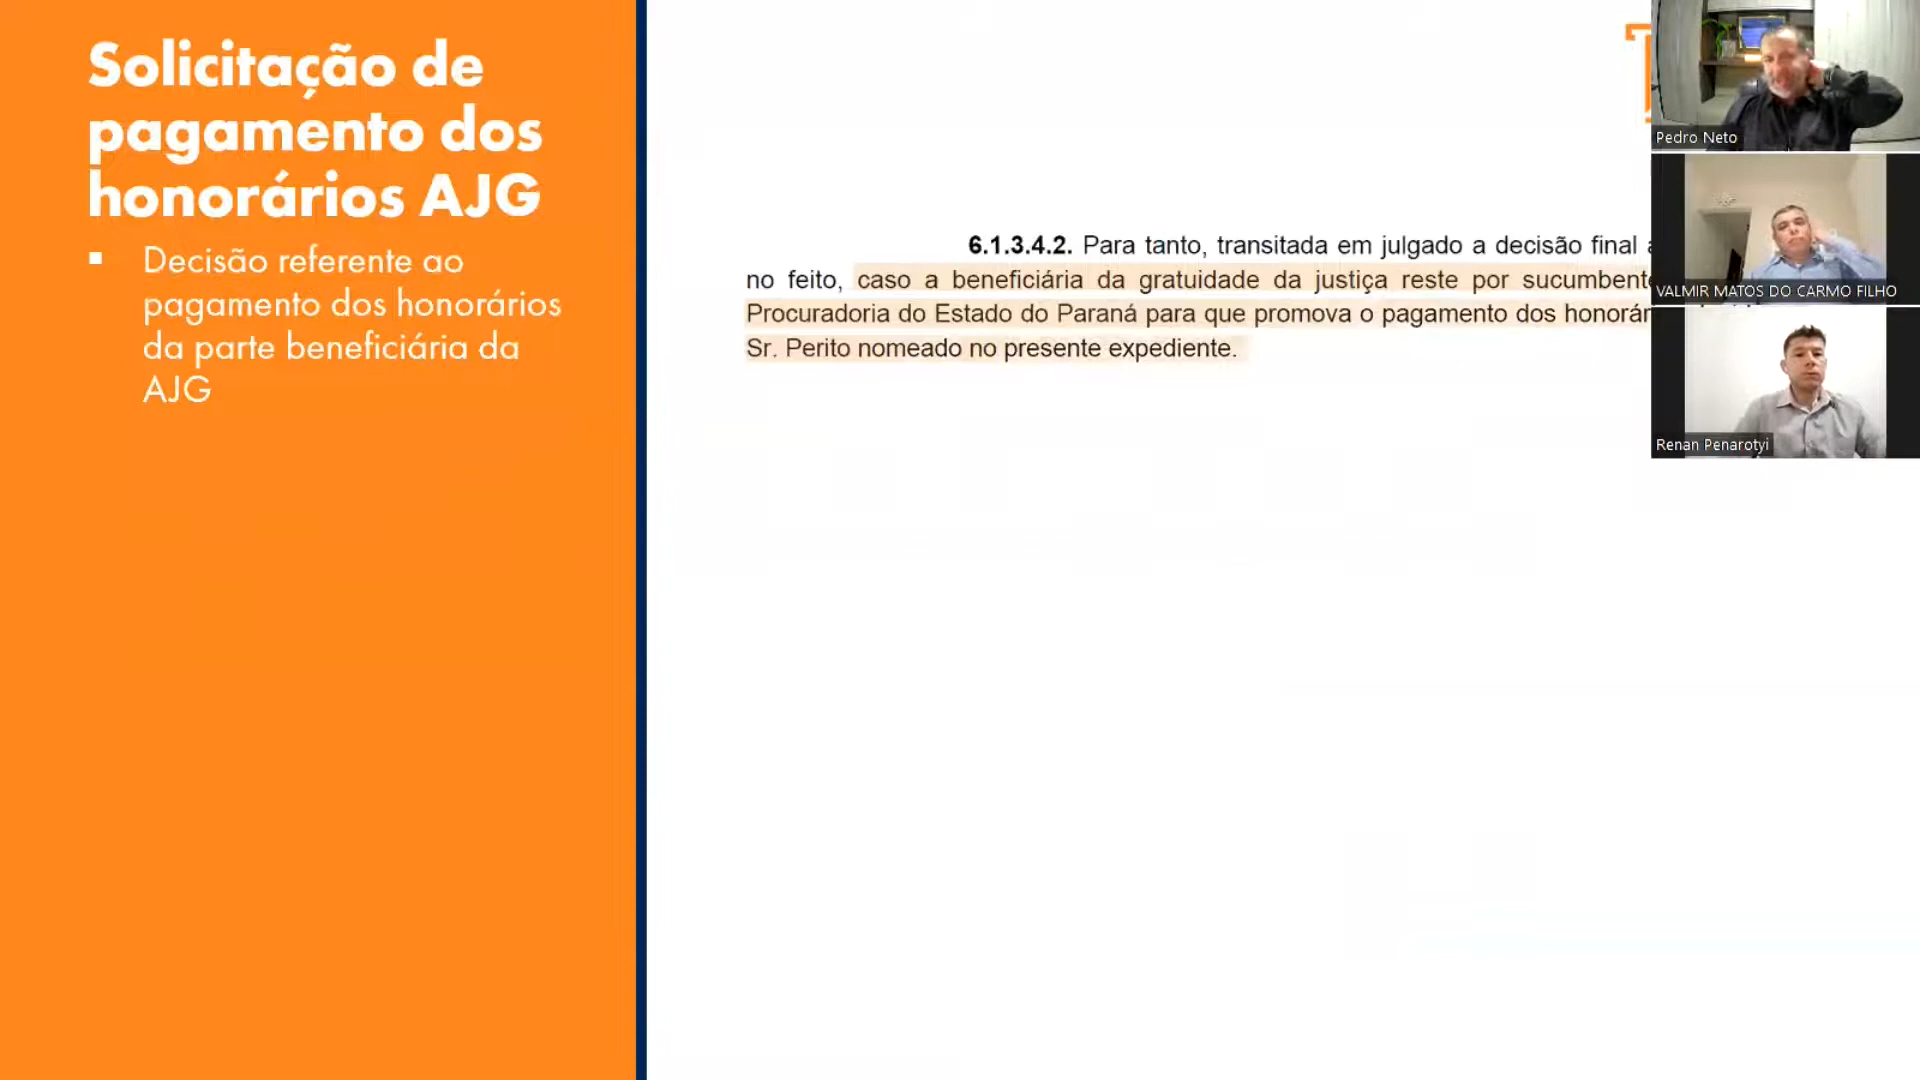 Solicitação de
pagamento dos
honorários AJG
Decisão referente ao
pagamento dos honorários
da parte beneficiária da
AJG
6.1.3.4.2. Para tanto, transitada em julgado a decisão final
no feito, caso a beneficiária da gratuidade da justiça reste por sucumbente
Procuradoria do Estado do Paraná para que promova o pagamento dos
Sr. Perito nomeado no presente expediente.
Pedro Neto
VALMIR MATOS DO CARMO FILHO
Renan Penarotyi